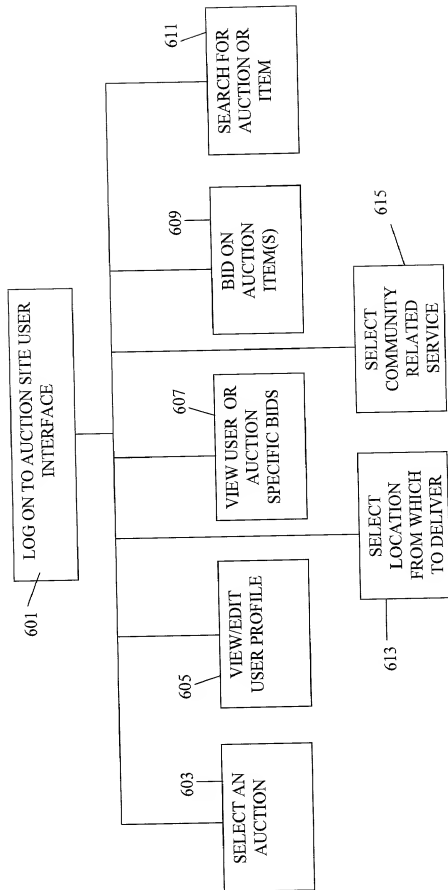 LOG ON TO AUCTION SITE USER
INTERFACE
601
603
SELECT AN
AUCTION
605
VIEW/EDIT
USER PROFILE
607
VIEW USER OR
AUCTION
SPECIFIC BIDS
609
BID ON
AUCTION
ITEM(S)
611
SEARCH FOR
AUCTION OR
ITEM
613
SELECT
LOCATION
FROM WHICH
TO DELIVER
615
SELECT
COMMUNITY
RELATED
SERVICE